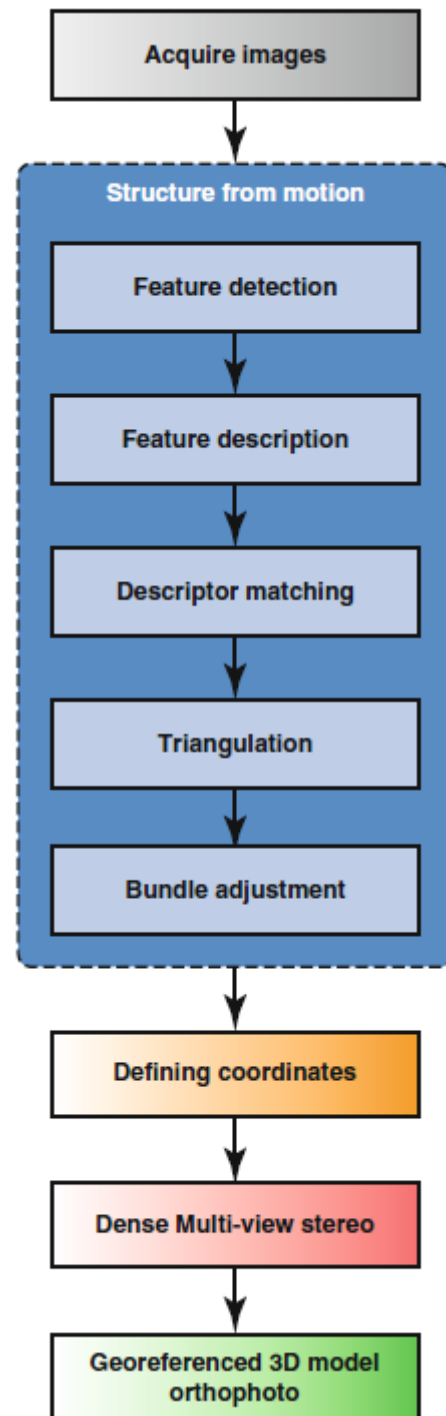 Acquire images
Structure from motion
Feature detection
Feature description
Descriptor matching
Triangulation
Bundle adjustment
Defining coordinates
Dense Multi-view stereo
Georeferenced 3D model
orthophoto